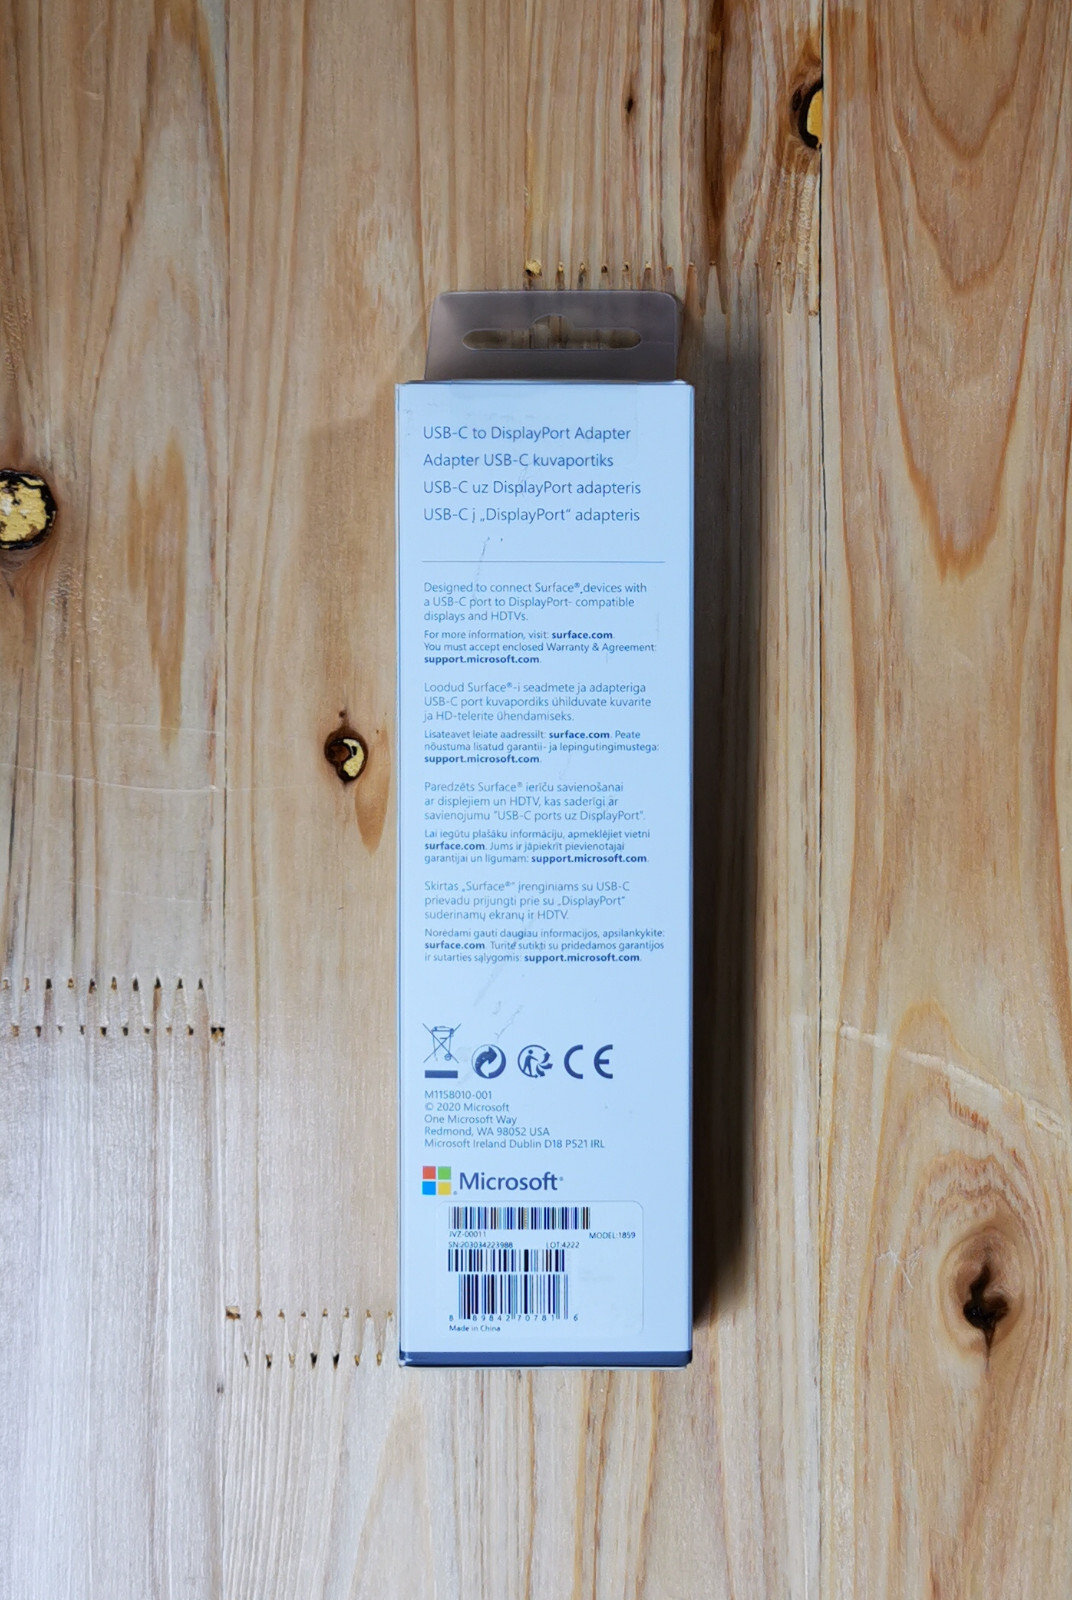 USB-C to DisplayPort Adapter
Adapter USB-C kuvaportiks
USB-C uz DisplayPort adapteris
USB-C į „DisplayPort“ adapteris
Designed to connect Surface® devices with
a USB-C port to DisplayPort- compatible
displays and HDTVs.
For more information, visit: surface.com.
You must accept enclosed Warranty & Agreement:
support.microsoft.com.
Loodud Surface®-i seadmete ja adapteriga
USB-C port kuvapordiks ühilduvate kuvarite
ja HD-telerite ühendamiseks.
Lisateavet leiate aadressilt: surface.com. Peate
nõustuma lisatud garantii- ja lepingutingimustega:
support.microsoft.com.
Paredzēts Surface® ierīču savienošanai
ar displejiem un HDTV, kas saderīgi ar
savienojumu "USB-C ports uz DisplayPort".
Lai iegūtu plašāku informāciju, apmeklējiet vietni
surface.com. Jums ir jāpiekrīt pievienotajai
garantijai un līgumam: support.microsoft.com.
Skirtas „Surface®“ įrenginiams su USB-C
prievadu prijungti prie su „DisplayPort“
suderinamų ekranų ir HDTV.
Norėdami gauti daugiau informacijos, apsilankykite:
surface.com. Turite sutikti su pridedamos garantijos
ir sutarties sąlygomis: support.microsoft.com.
CE
M1158010-001
© 2020 Microsoft
One Microsoft Way
Redmond, WA 98052 USA
Microsoft Ireland Dublin D18 P521 IRL
Microsoft
JVZ-00011 MODEL:1859
SN:203034223988 LOT:4222
8 89842 70781 6
Made in China